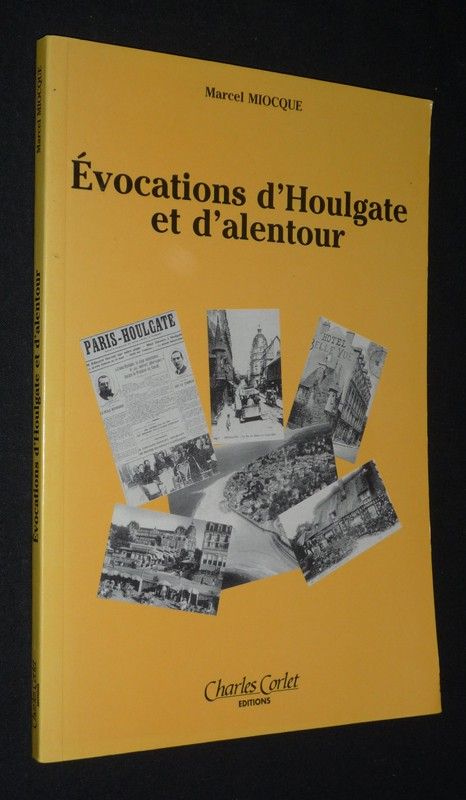 Marcel MIOCQUE
Évocations d'Houlgate
et d'alentour
PARIS-HOULGATE
HOTEL
Charles Corlet
EDITIONS
Marcel MIOCQUE
Évocations d'Houlgate et d'alentour